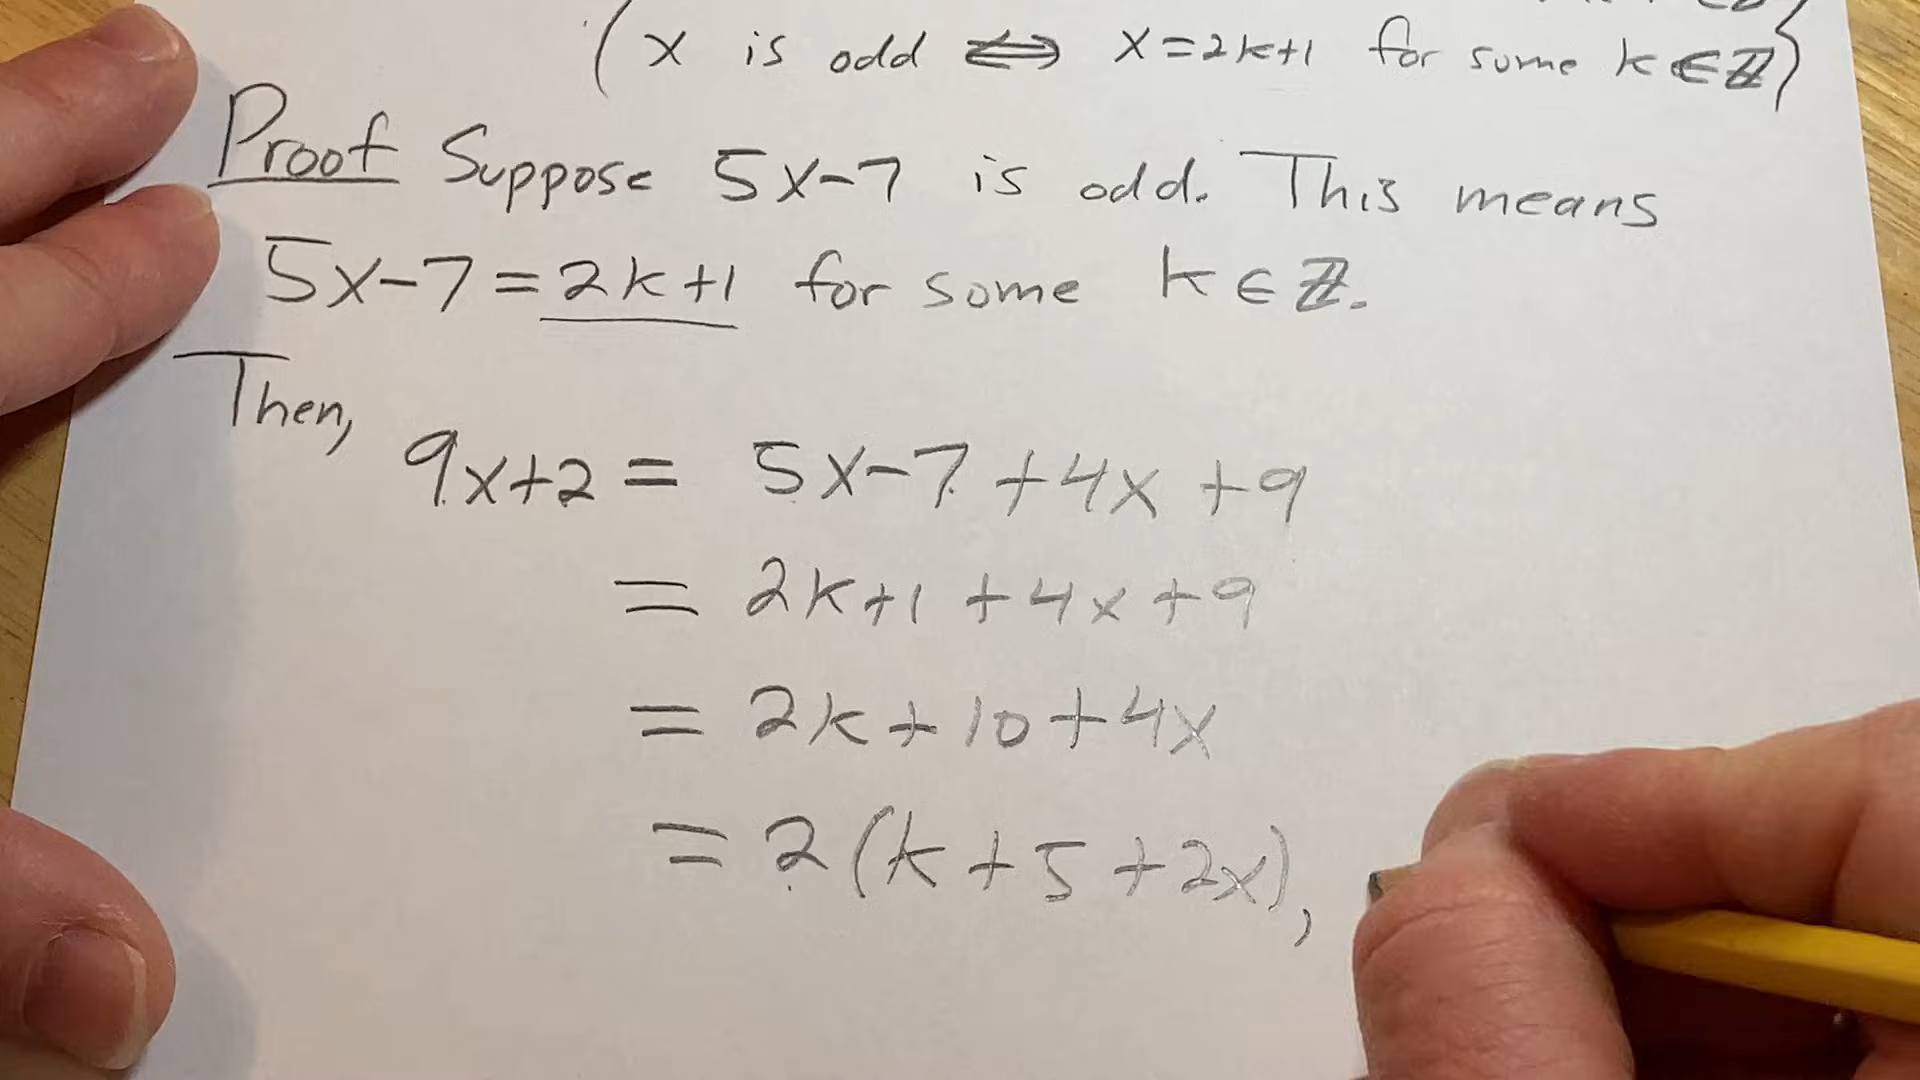 (x is odd ⟺ x=2k+1 for some k∈ℤ)
Proof Suppose 5x-7 is odd. This means
5x-7=2k+1 for some k∈ℤ.
Then,
9x+2= 5x-7+4x+9
= 2k+1+4x+9
= 2k+10+4x
= 2(k+5+2x),